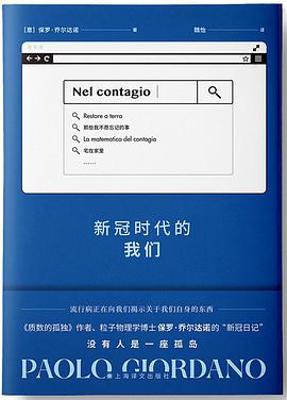 [意] 保罗·乔尔达诺 著 魏怡 译
Nel contagio
Restare a terra
那些我不愿忘记的事
La matematica del contagio
宅在家里
……
新冠时代的
我们
流行病正在向我们揭示关于我们自身的东西
《质数的孤独》作者、粒子物理学博士保罗·乔尔达诺的“新冠日记”
没有人是一座孤岛
PAOLO GIORDANO
上海译文出版社